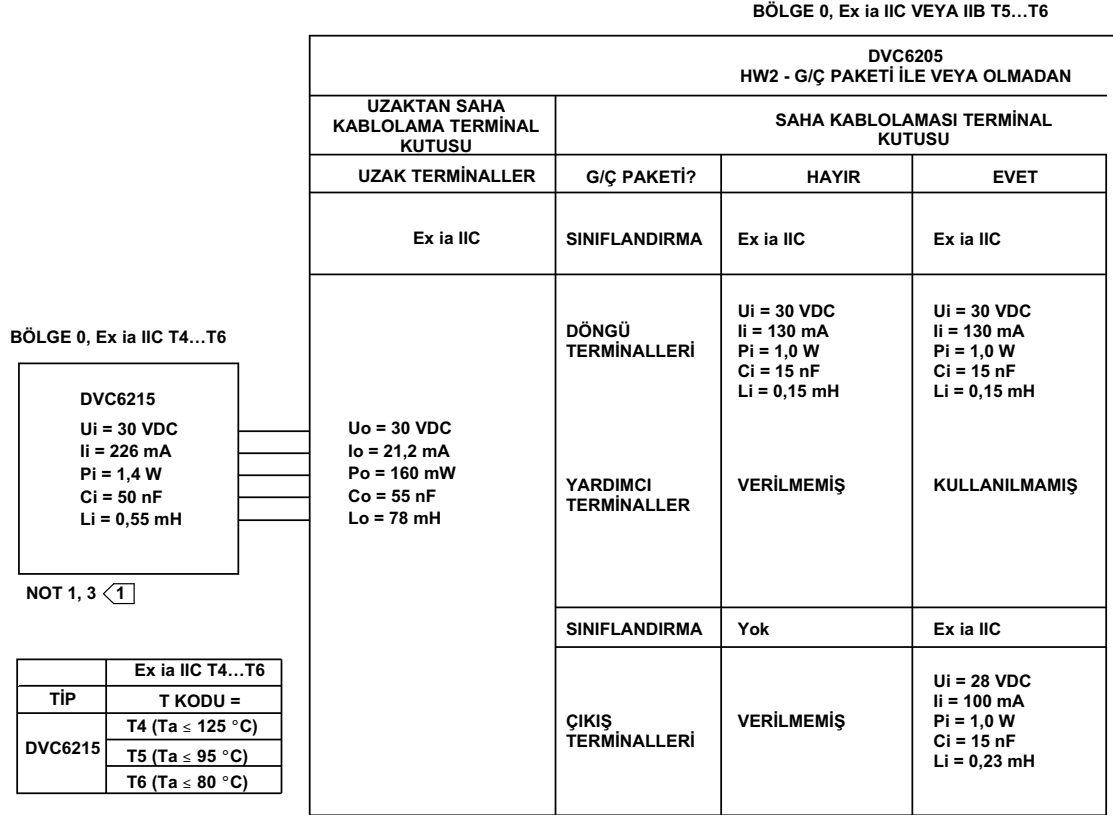 BÖLGE 0, Ex ia IIC VEYA IIB T5…T6
DVC6205
HW2 - G/Ç PAKETİ İLE VEYA OLMADAN
UZAKTAN SAHA
KABLOLAMA TERMİNAL
KUTUSU
SAHA KABLOLAMASI TERMİNAL
KUTUSU
UZAK TERMİNALLER
G/Ç PAKETİ?
HAYIR
EVET
Ex ia IIC
SINIFLANDIRMA
Ex ia IIC
Ex ia IIC
BÖLGE 0, Ex ia IIC T4…T6
DVC6215
Ui = 30 VDC
Ii = 226 mA
Pi = 1,4 W
Ci = 50 nF
Li = 0,55 mH
NOT 1, 3 1
Uo = 30 VDC
Io = 21,2 mA
Po = 160 mW
Co = 55 nF
Lo = 78 mH
DÖNGÜ
TERMİNALLERİ
Ui = 30 VDC
Ii = 130 mA
Pi = 1,0 W
Ci = 15 nF
Li = 0,15 mH
Ui = 30 VDC
Ii = 130 mA
Pi = 1,0 W
Ci = 15 nF
Li = 0,15 mH
YARDIMCI
TERMİNALLER
VERİLMEMİŞ
KULLANILMAMIŞ
SINIFLANDIRMA
Yok
Ex ia IIC
ÇIKIŞ
TERMİNALLERİ
VERİLMEMİŞ
Ui = 28 VDC
Ii = 100 mA
Pi = 1,0 W
Ci = 15 nF
Li = 0,23 mH
Ex ia IIC T4…T6
TİP
T KODU =
DVC6215
T4 (Ta ≤ 125 °C)
T5 (Ta ≤ 95 °C)
T6 (Ta ≤ 80 °C)